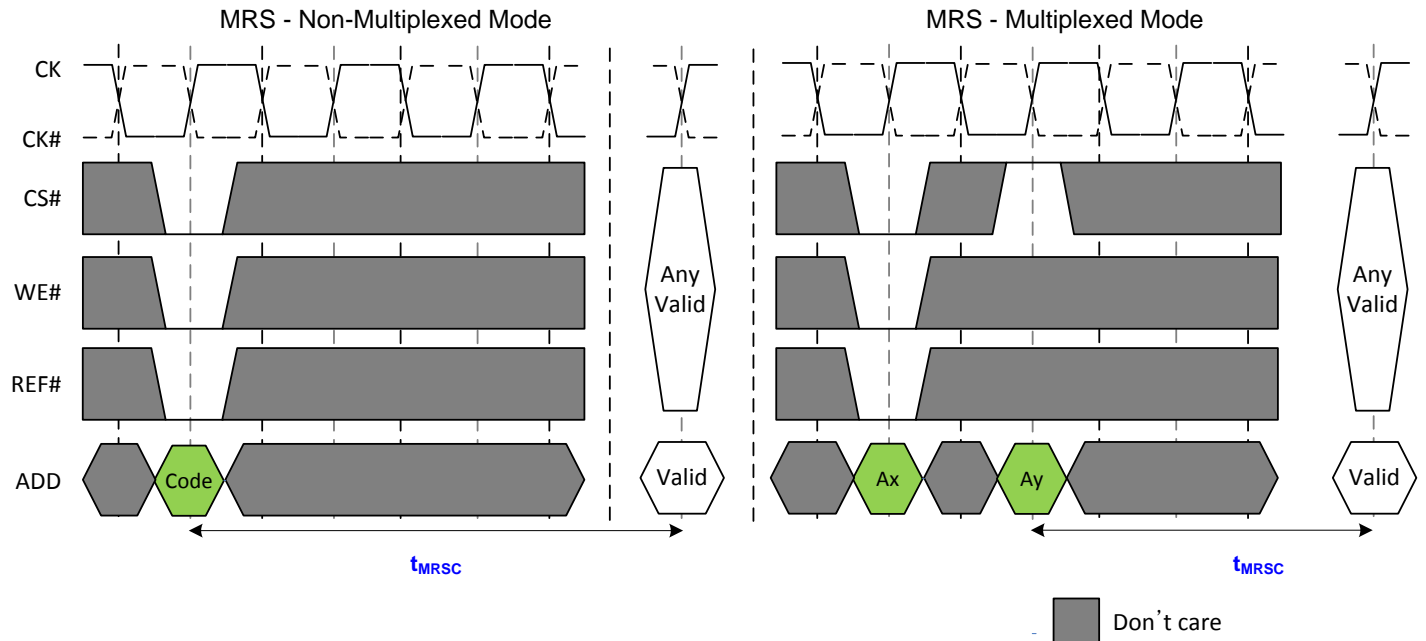 MRS - Non-Multiplexed Mode
MRS - Multiplexed Mode
CK
CK#
CS#
WE#
REF#
ADD
Any
Valid
Any
Valid
Code
Valid
Ax
Ay
Valid
tMRSC
tMRSC
Don't care